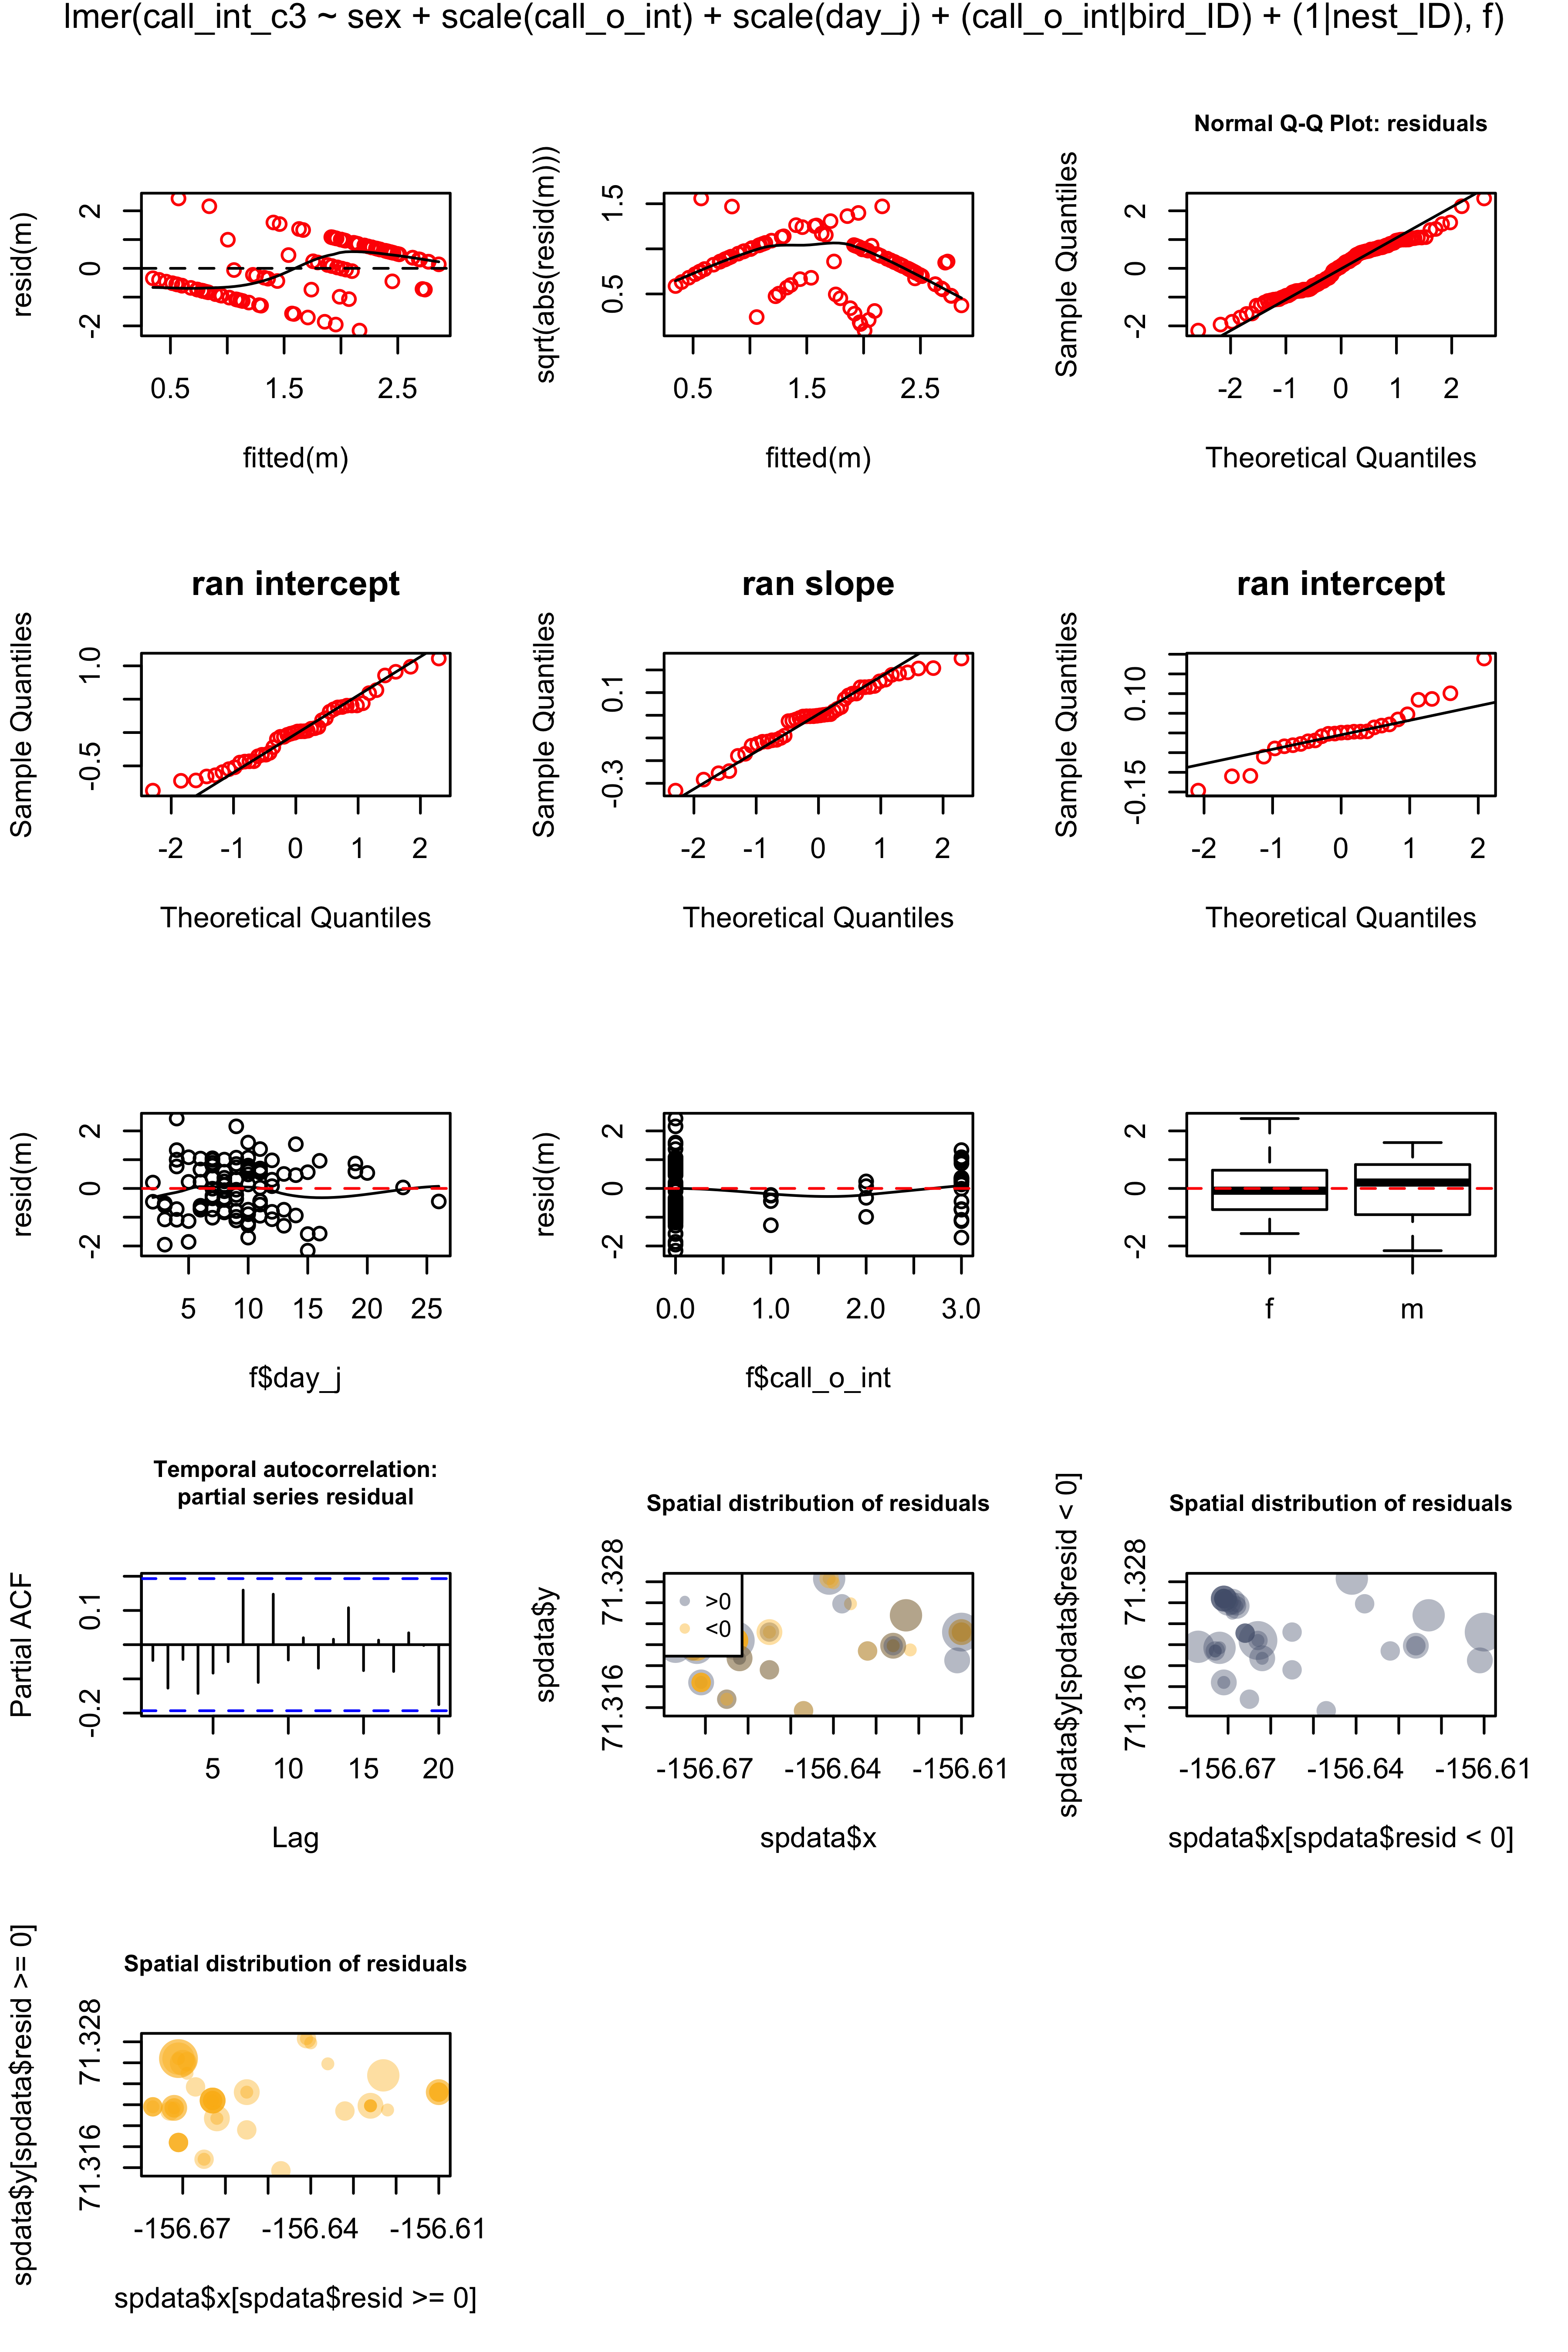 lmer(call_int_c3 ~ sex + scale(call_o_int) + scale(day_j) + (call_o_int|bird_ID) + (1|nest_ID), f)
resid(m)
2
0
-2
0.5
1.5
2.5
fitted(m)
sqrt(abs(resid(m)))
1.5
0.5
0.5
1.5
2.5
fitted(m)
Normal Q-Q Plot: residuals
Sample Quantiles
2
0
-2
-2
-1
0
1
2
Theoretical Quantiles
ran intercept
Sample Quantiles
1.0
-0.5
-2
-1
0
1
2
Theoretical Quantiles
ran slope
Sample Quantiles
0.1
-0.3
-2
-1
0
1
2
Theoretical Quantiles
ran intercept
Sample Quantiles
0.10
-0.15
-2
-1
0
1
2
Theoretical Quantiles
resid(m)
2
0
-2
5
10
15
20
25
f$day_j
resid(m)
2
0
-2
0.0
1.0
2.0
3.0
f$call_o_int
2
0
-2
f
m
Temporal autocorrelation:
partial series residual
Partial ACF
0.1
-0.2
5
10
15
20
Lag
Spatial distribution of residuals
spdata$y
71.328
71.316
>0
<0
-156.67
-156.64
-156.61
spdata$x
Spatial distribution of residuals
spdata$y[spdata$resid < 0]
71.328
71.316
-156.67
-156.64
-156.61
spdata$x[spdata$resid < 0]
Spatial distribution of residuals
spdata$y[spdata$resid >= 0]
71.328
71.316
-156.67
-156.64
-156.61
spdata$x[spdata$resid >= 0]